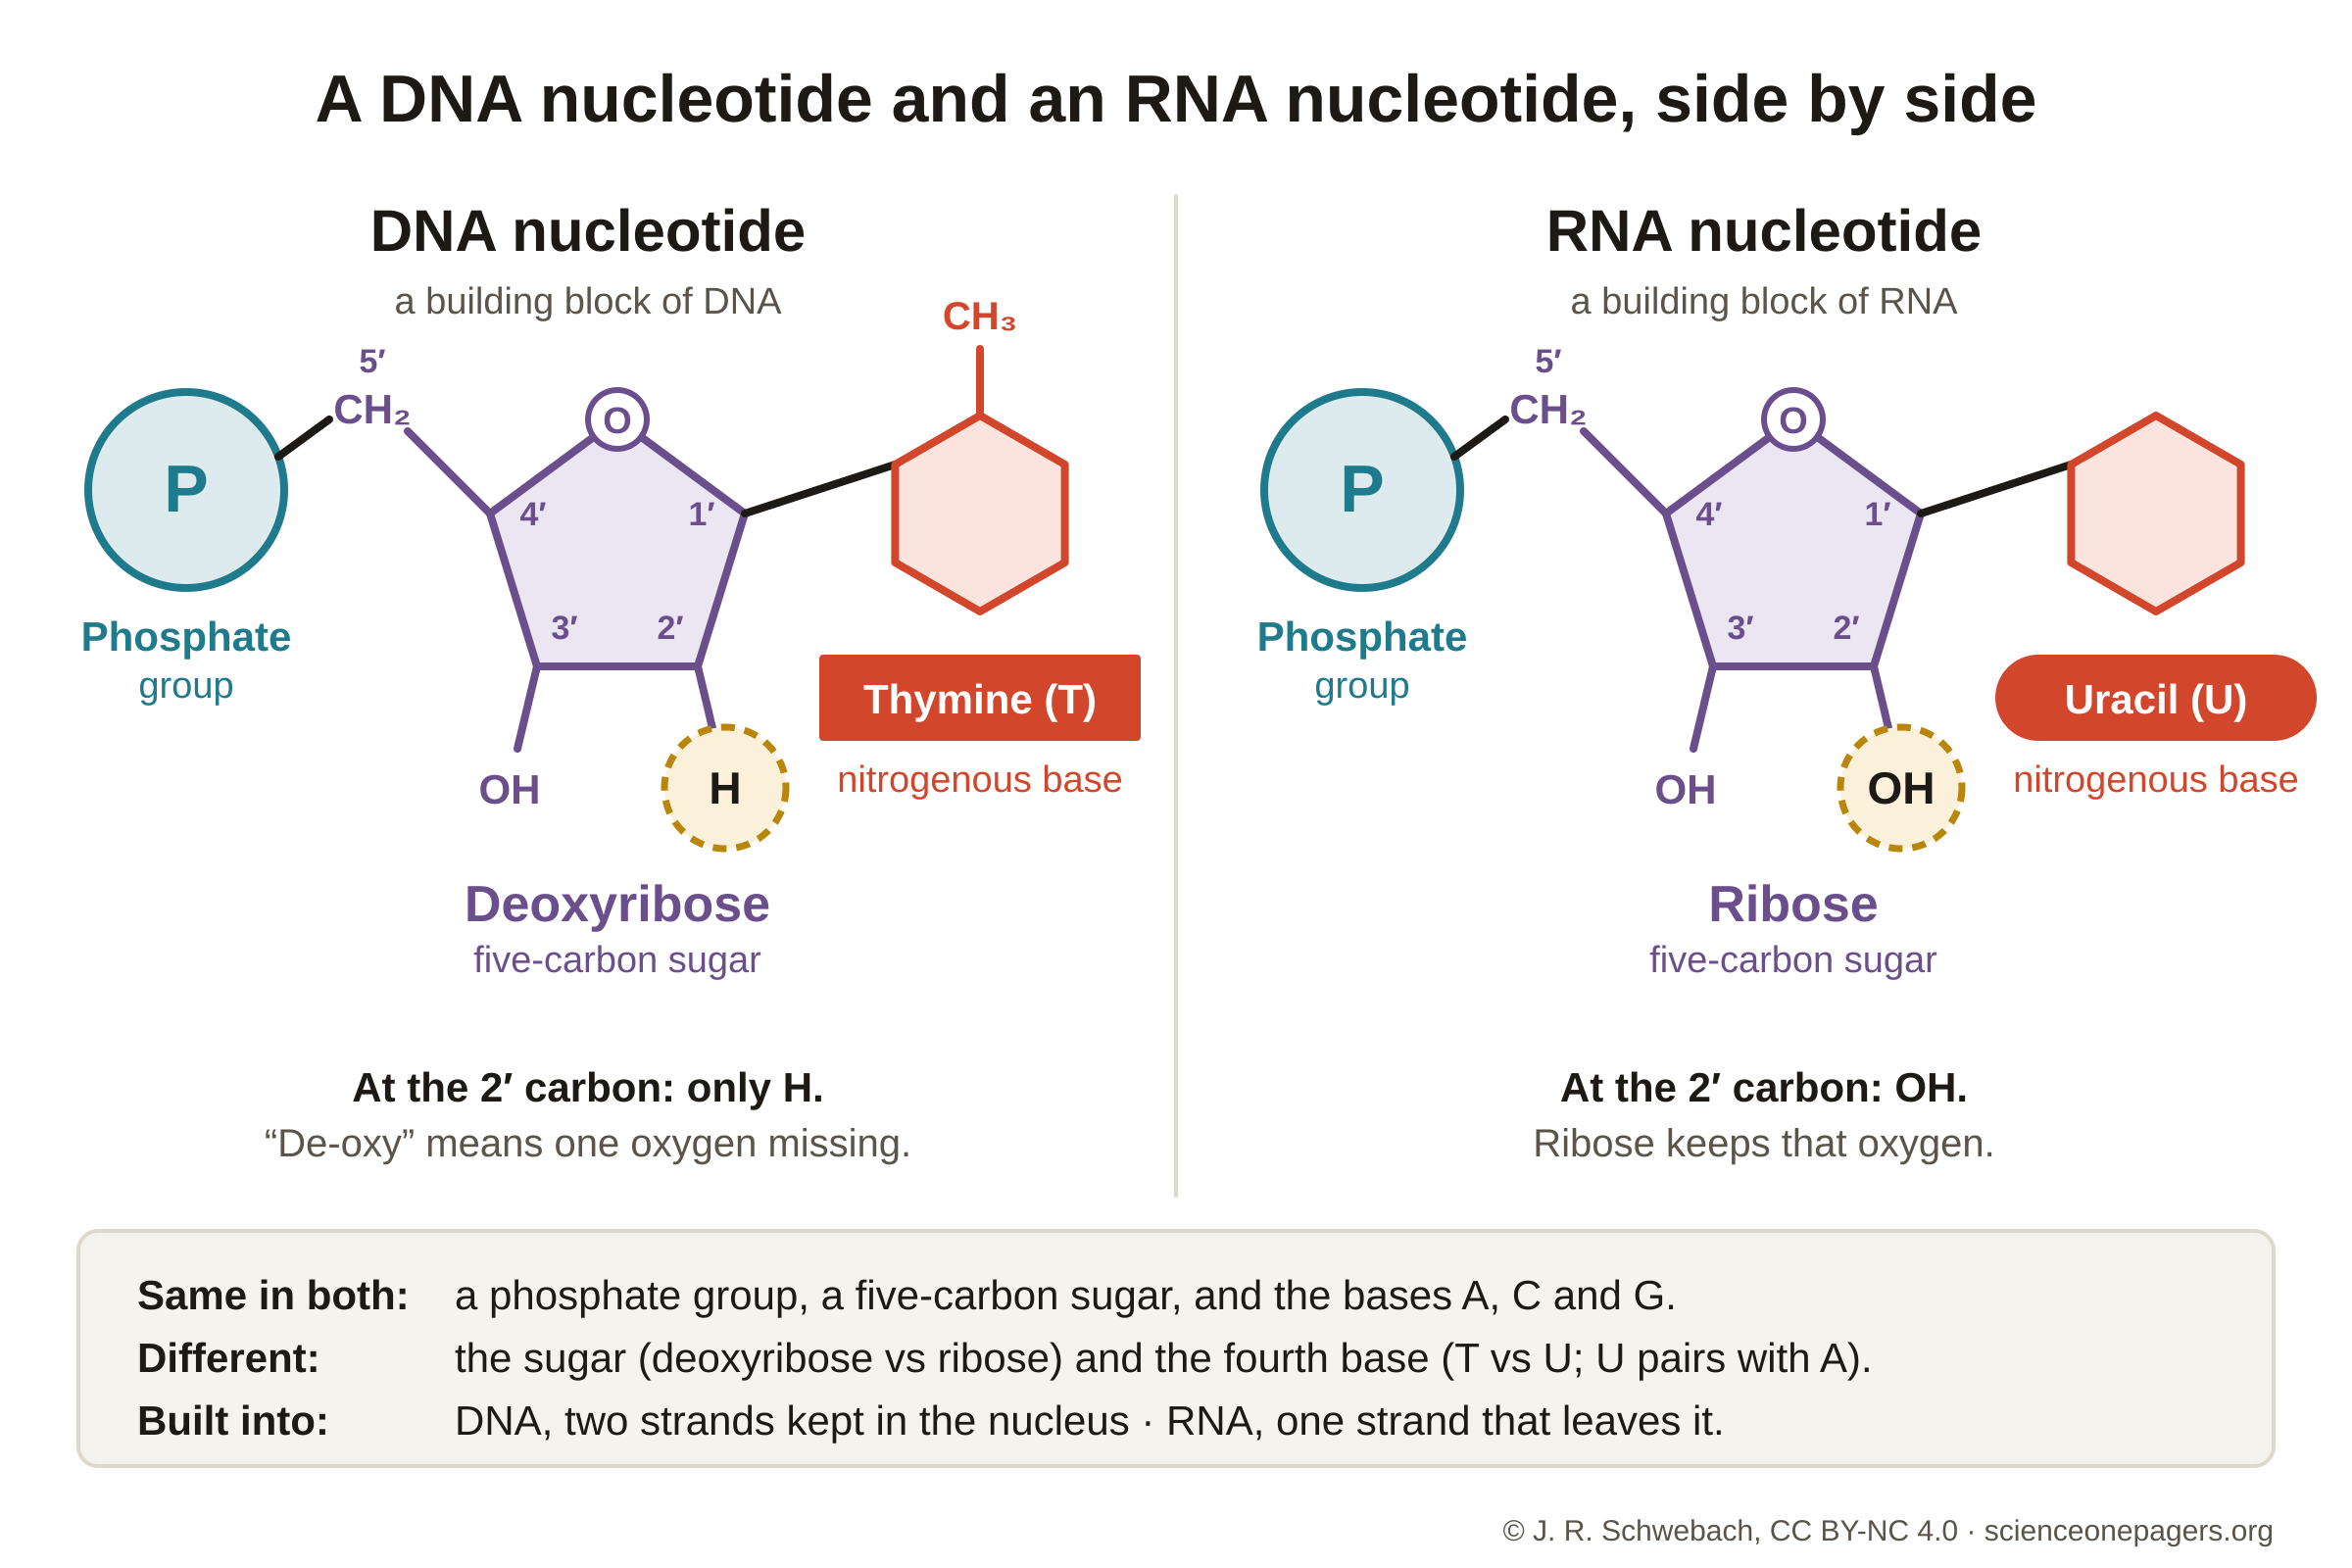 A DNA nucleotide and an RNA nucleotide, side by side
DNA nucleotide
a building block of DNA
CH₃
5′
CH₂
O
P
4′
1′
3′
2′
Phosphate
group
Thymine (T)
nitrogenous base
OH
H
Deoxyribose
five-carbon sugar
At the 2′ carbon: only H.
“De-oxy” means one oxygen missing.
RNA nucleotide
a building block of RNA
5′
CH₂
O
P
4′
1′
3′
2′
Phosphate
group
Uracil (U)
nitrogenous base
OH
OH
Ribose
five-carbon sugar
At the 2′ carbon: OH.
Ribose keeps that oxygen.
Same in both: a phosphate group, a five-carbon sugar, and the bases A, C and G.
Different: the sugar (deoxyribose vs ribose) and the fourth base (T vs U; U pairs with A).
Built into: DNA, two strands kept in the nucleus · RNA, one strand that leaves it.
© J. R. Schwebach, CC BY-NC 4.0 · scienceonepagers.org